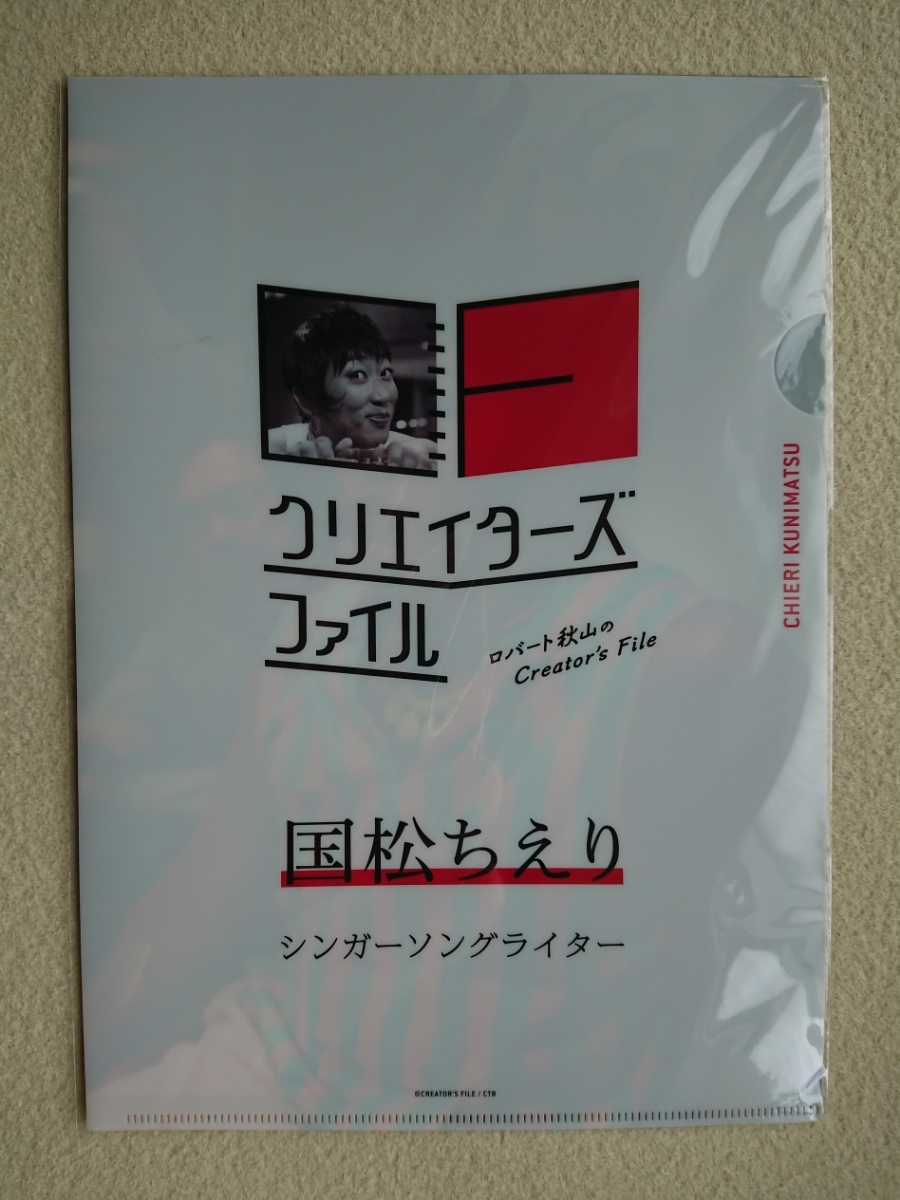 クリエイターズ
ファイル
ロバート秋山の
Creator's File
CHIERI KUNIMATSU
国松ちえり
シンガーソングライター
©CREATOR'S FILE / CTB